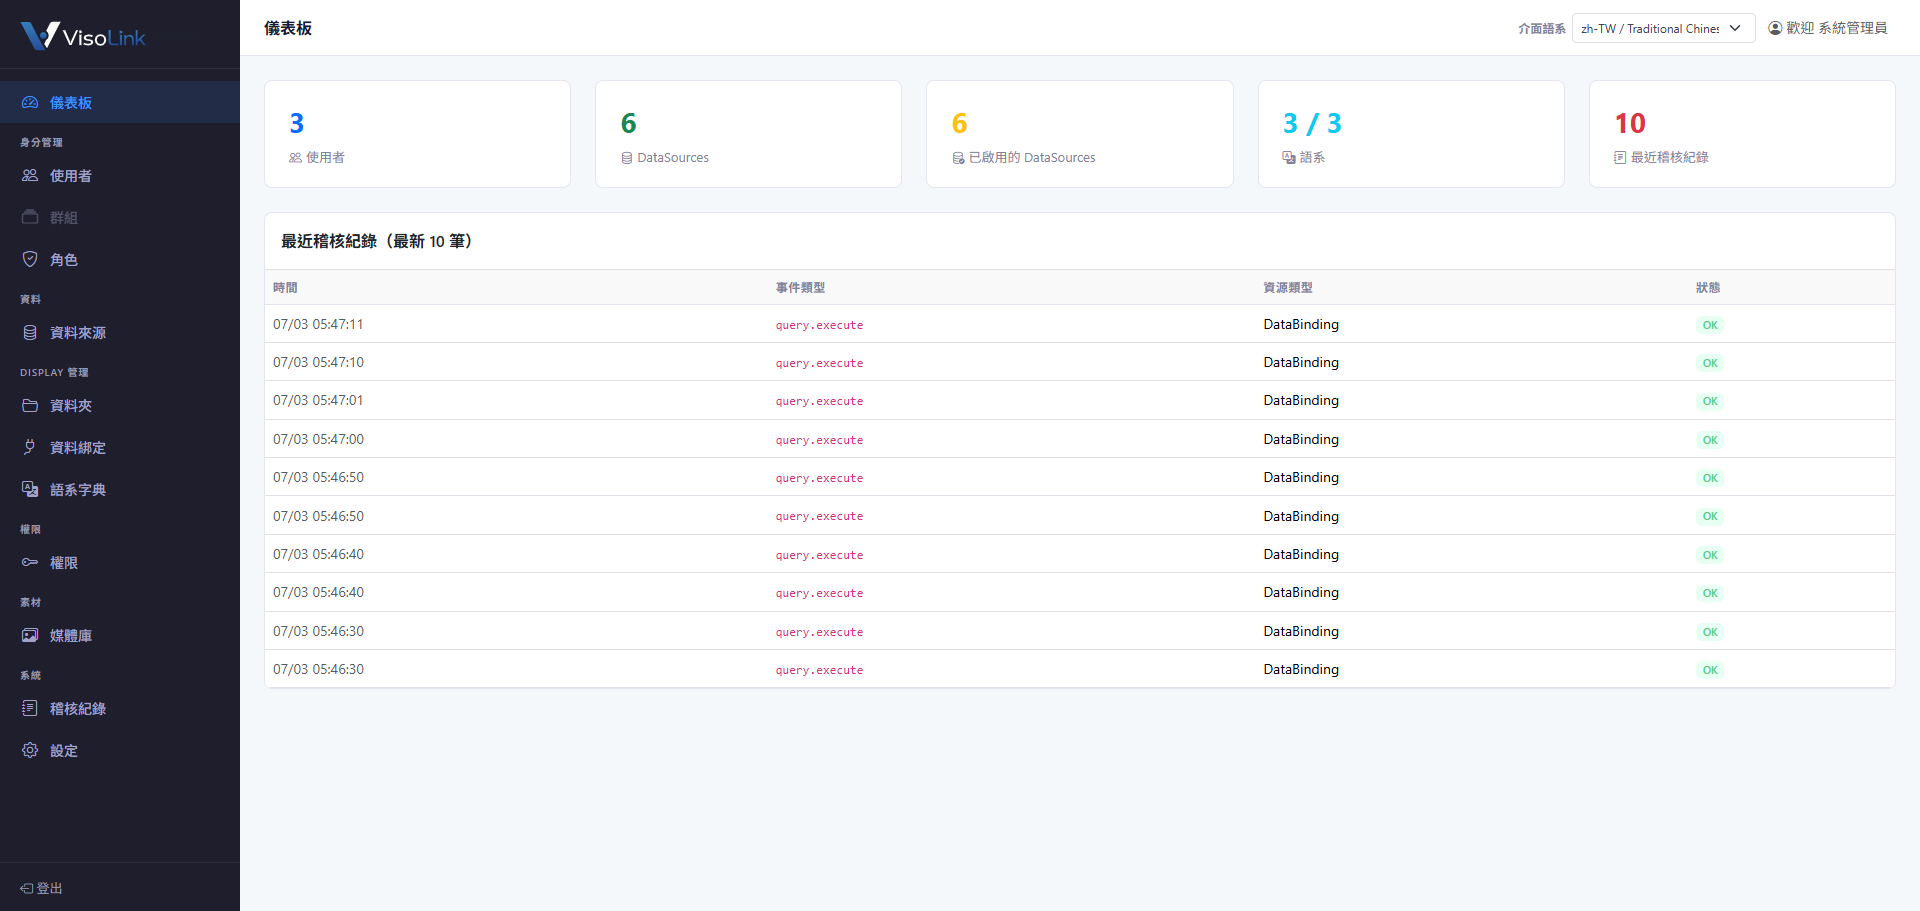 VisoLink
儀表板
介面語系
zh-TW / Traditional Chines
歡迎 系統管理員
儀表板
身分管理
使用者
群組
角色
資料
資料來源
DISPLAY 管理
資料夾
資料綁定
語系字典
權限
權限
素材
媒體庫
系統
稽核紀錄
設定
登出
3
使用者
6
DataSources
6
已啟用的 DataSources
3 / 3
語系
10
最近稽核紀錄
最近稽核紀錄（最新 10 筆）
時間 事件類型 資源類型 狀態
07/03 05:47:11 query.execute DataBinding OK
07/03 05:47:10 query.execute DataBinding OK
07/03 05:47:01 query.execute DataBinding OK
07/03 05:47:00 query.execute DataBinding OK
07/03 05:46:50 query.execute DataBinding OK
07/03 05:46:50 query.execute DataBinding OK
07/03 05:46:40 query.execute DataBinding OK
07/03 05:46:40 query.execute DataBinding OK
07/03 05:46:30 query.execute DataBinding OK
07/03 05:46:30 query.execute DataBinding OK